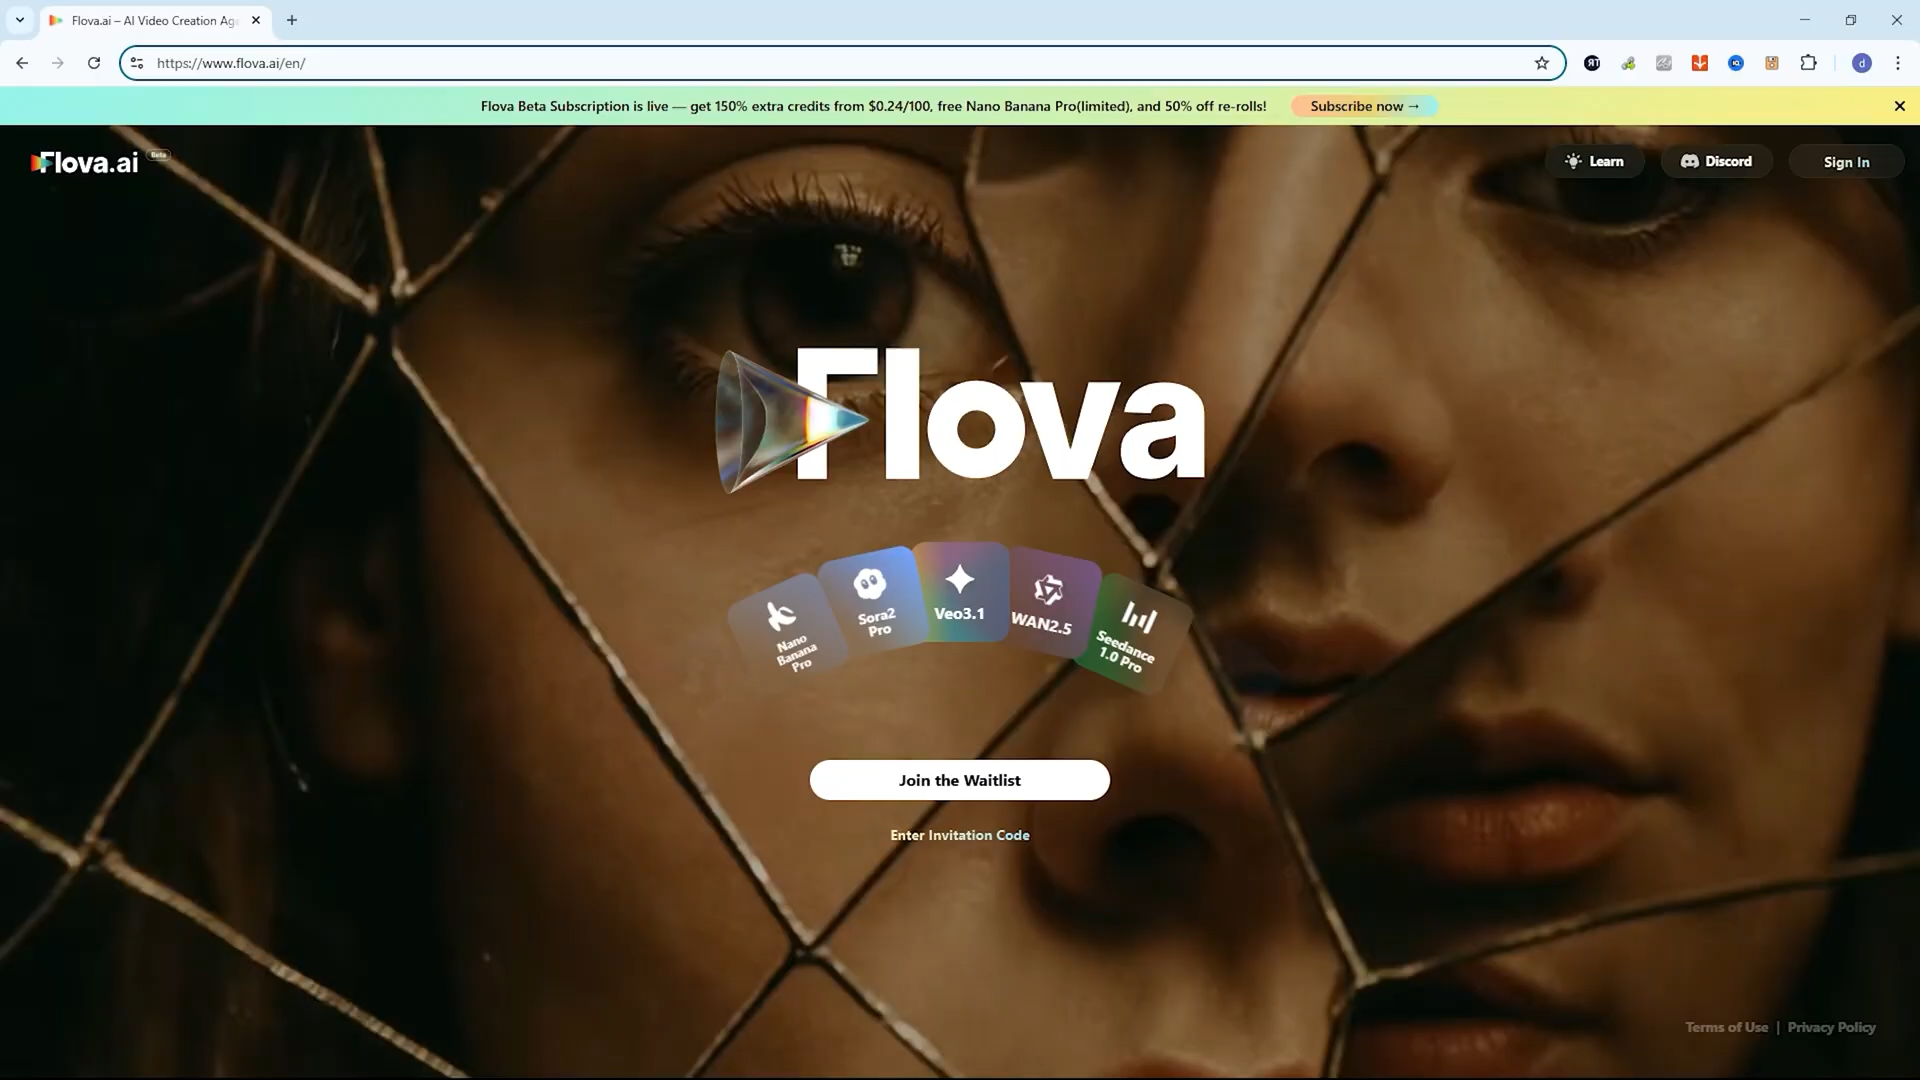 Flova.ai – AI Video Creation Age
https://www.flova.ai/en/
d
Flova Beta Subscription is live — get 150% extra credits from $0.24/100, free Nano Banana Pro(limited), and 50% off re-rolls!
Subscribe now →
Flova.ai
Beta
Learn
Discord
Sign In
Flova
Nano
Banana
Pro
Sora2
Pro
Veo3.1
WAN2.5
Seedance
1.0 Pro
Join the Waitlist
Enter Invitation Code
Terms of Use | Privacy Policy